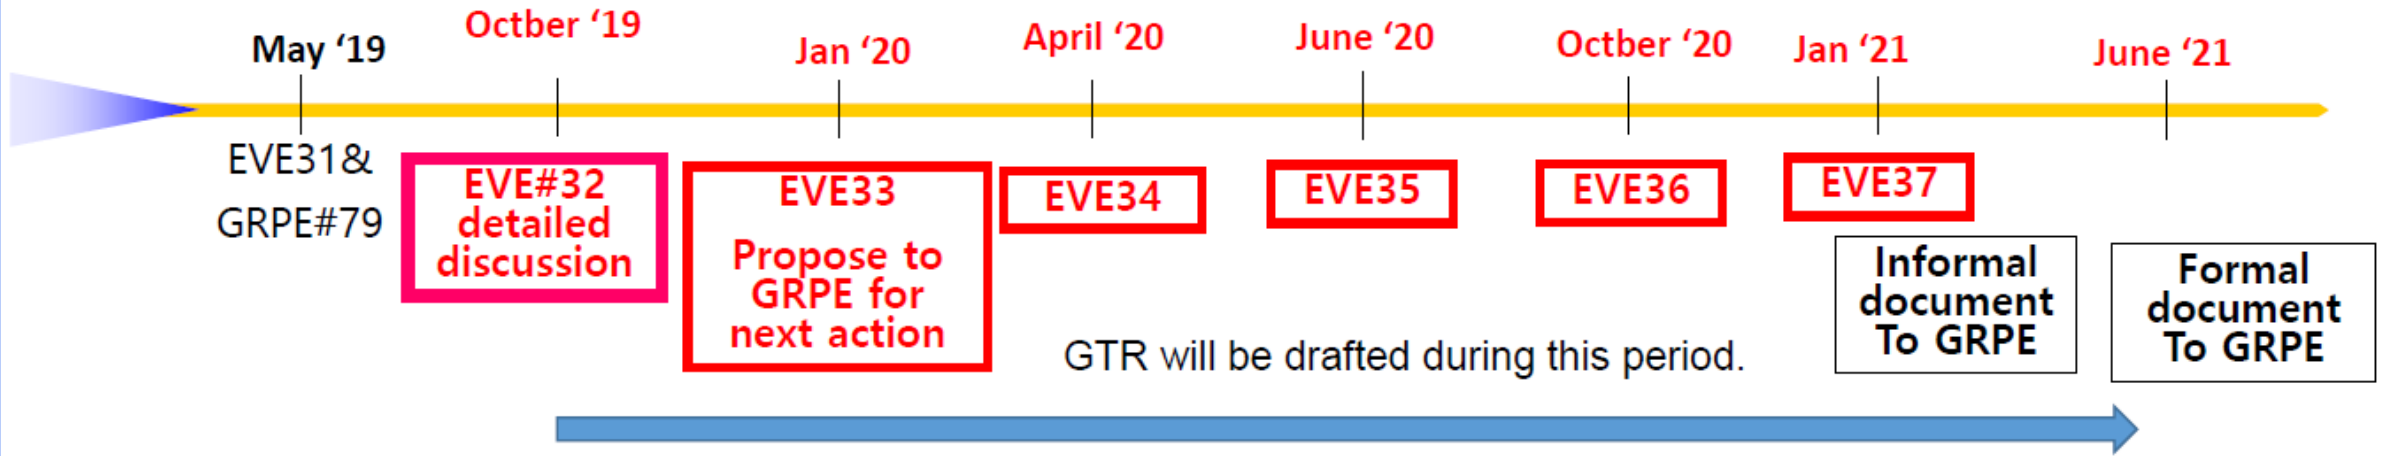 May ‘19
Octber ‘19
Jan ‘20
April ‘20
June ‘20
Octber ‘20
Jan ‘21
June ‘21
EVE31&
GRPE#79
EVE#32
detailed
discussion
EVE33
Propose to
GRPE for
next action
EVE34
EVE35
EVE36
EVE37
Informal
document
To GRPE
Formal
document
To GRPE
GTR will be drafted during this period.